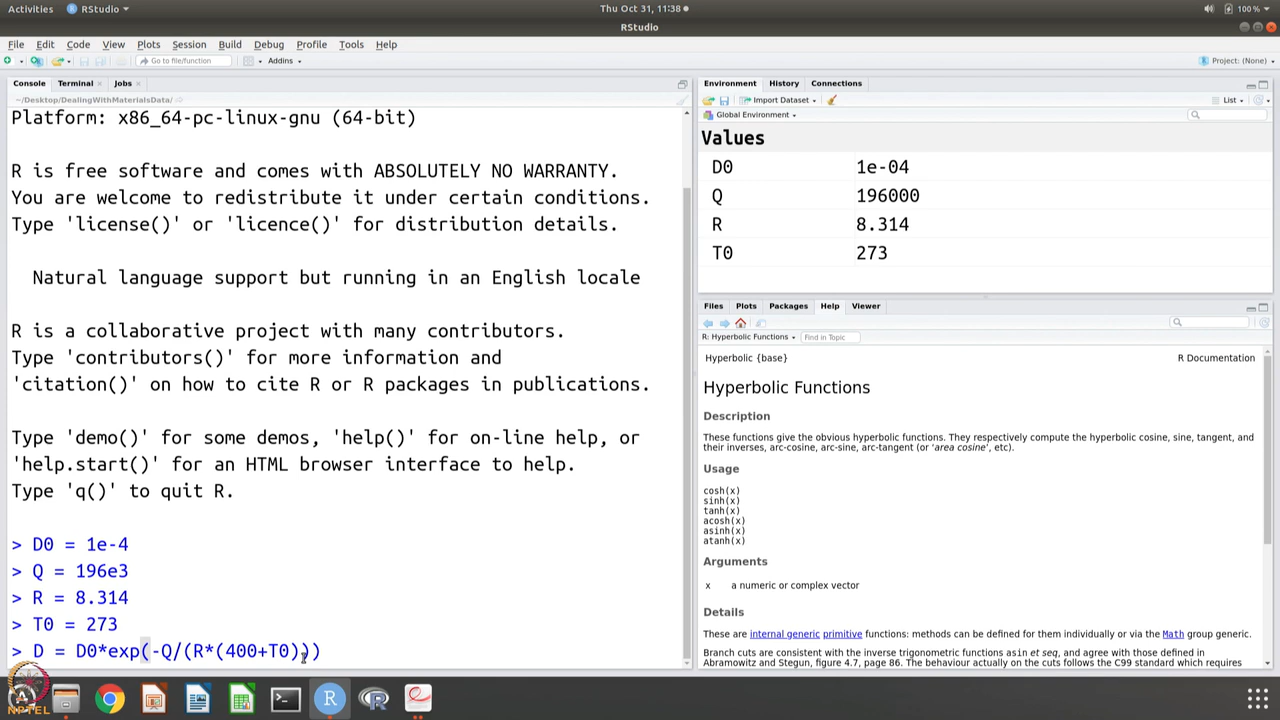 Activities RStudio Thu Oct 31, 11:38 100%
RStudio
File Edit Code View Plots Session Build Debug Profile Tools Help
Go to file/function Addins Project: (None)
Console Terminal Jobs
~/Desktop/DealingWithMaterialsData/
Platform: x86_64-pc-linux-gnu (64-bit)
R is free software and comes with ABSOLUTELY NO WARRANTY.
You are welcome to redistribute it under certain conditions.
Type 'license()' or 'licence()' for distribution details.
Natural language support but running in an English locale
R is a collaborative project with many contributors.
Type 'contributors()' for more information and
'citation()' on how to cite R or R packages in publications.
Type 'demo()' for some demos, 'help()' for on-line help, or
'help.start()' for an HTML browser interface to help.
Type 'q()' to quit R.
> D0 = 1e-4
> Q = 196e3
> R = 8.314
> T0 = 273
> D = D0*exp(-Q/(R*(400+T0)))
Environment History Connections
Import Dataset List
Global Environment
Values
D0 1e-04
Q 196000
R 8.314
T0 273
Files Plots Packages Help Viewer
R: Hyperbolic Functions Find in Topic
Hyperbolic {base} R Documentation
Hyperbolic Functions
Description
These functions give the obvious hyperbolic functions. They respectively compute the hyperbolic cosine, sine, tangent, and
their inverses, arc-cosine, arc-sine, arc-tangent (or 'area cosine', etc).
Usage
cosh(x)
sinh(x)
tanh(x)
acosh(x)
asinh(x)
atanh(x)
Arguments
x a numeric or complex vector
Details
These are internal generic primitive functions: methods can be defined for them individually or via the Math group generic.
Branch cuts are consistent with the inverse trigonometric functions asin et seq, and agree with those defined in
Abramowitz and Stegun, figure 4.7, page 86. The behaviour actually on the cuts follows the C99 standard which requires
NPTEL